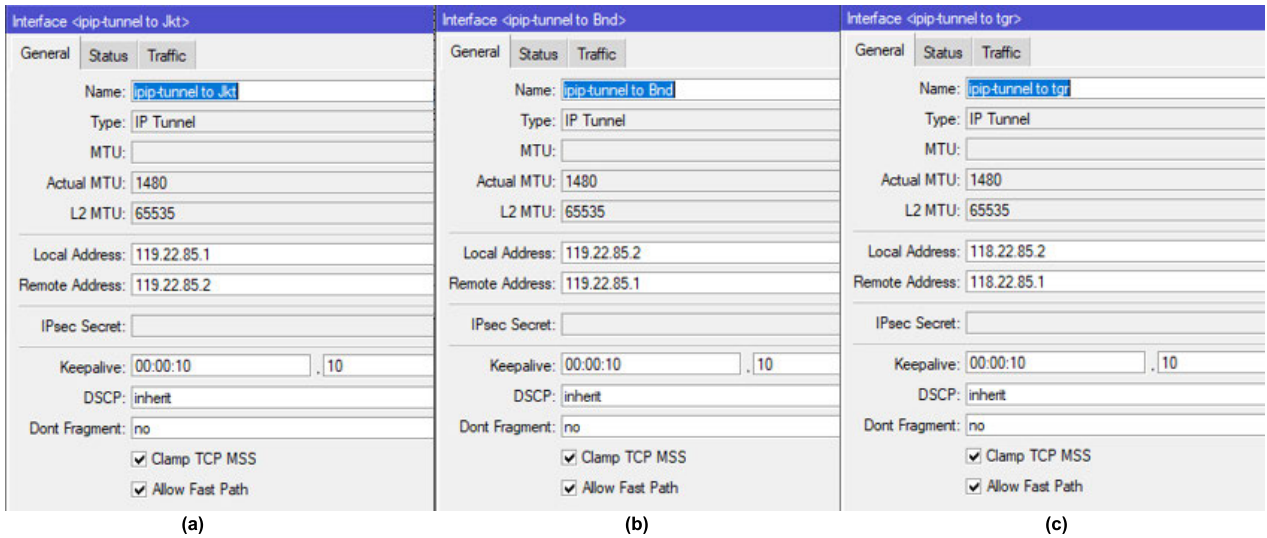 Interface <ipip-tunnel to Jkt>
General Status Traffic
Name: ipip-tunnel to Jkt
Type: IP Tunnel
MTU:
Actual MTU: 1480
L2 MTU: 65535
Local Address: 119.22.85.1
Remote Address: 119.22.85.2
IPsec Secret:
Keepalive: 00:00:10 , 10
DSCP: inherit
Dont Fragment: no
Clamp TCP MSS
Allow Fast Path
(a)
Interface <ipip-tunnel to Bnd>
General Status Traffic
Name: ipip-tunnel to Bnd
Type: IP Tunnel
MTU:
Actual MTU: 1480
L2 MTU: 65535
Local Address: 119.22.85.2
Remote Address: 119.22.85.1
IPsec Secret:
Keepalive: 00:00:10 , 10
DSCP: inherit
Dont Fragment: no
Clamp TCP MSS
Allow Fast Path
(b)
Interface <ipip-tunnel to tgr>
General Status Traffic
Name: ipip-tunnel to tgr
Type: IP Tunnel
MTU:
Actual MTU: 1480
L2 MTU: 65535
Local Address: 118.22.85.2
Remote Address: 118.22.85.1
IPsec Secret:
Keepalive: 00:00:10 , 10
DSCP: inherit
Dont Fragment: no
Clamp TCP MSS
Allow Fast Path
(c)